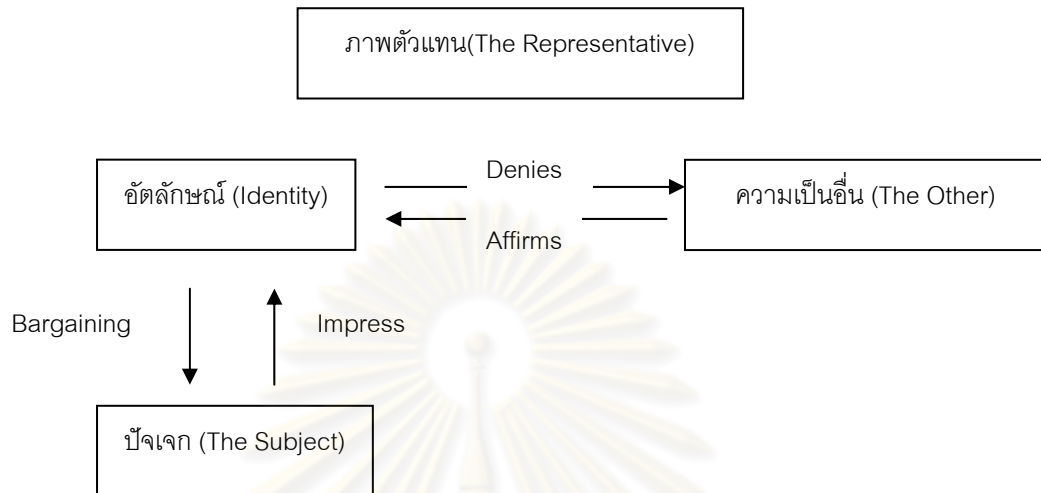 ภาพตัวแทน(The Representative)
Denies
อัตลักษณ์ (Identity)
ความเป็นอื่น (The Other)
Affirms
Bargaining
Impress
ปัจเจก (The Subject)